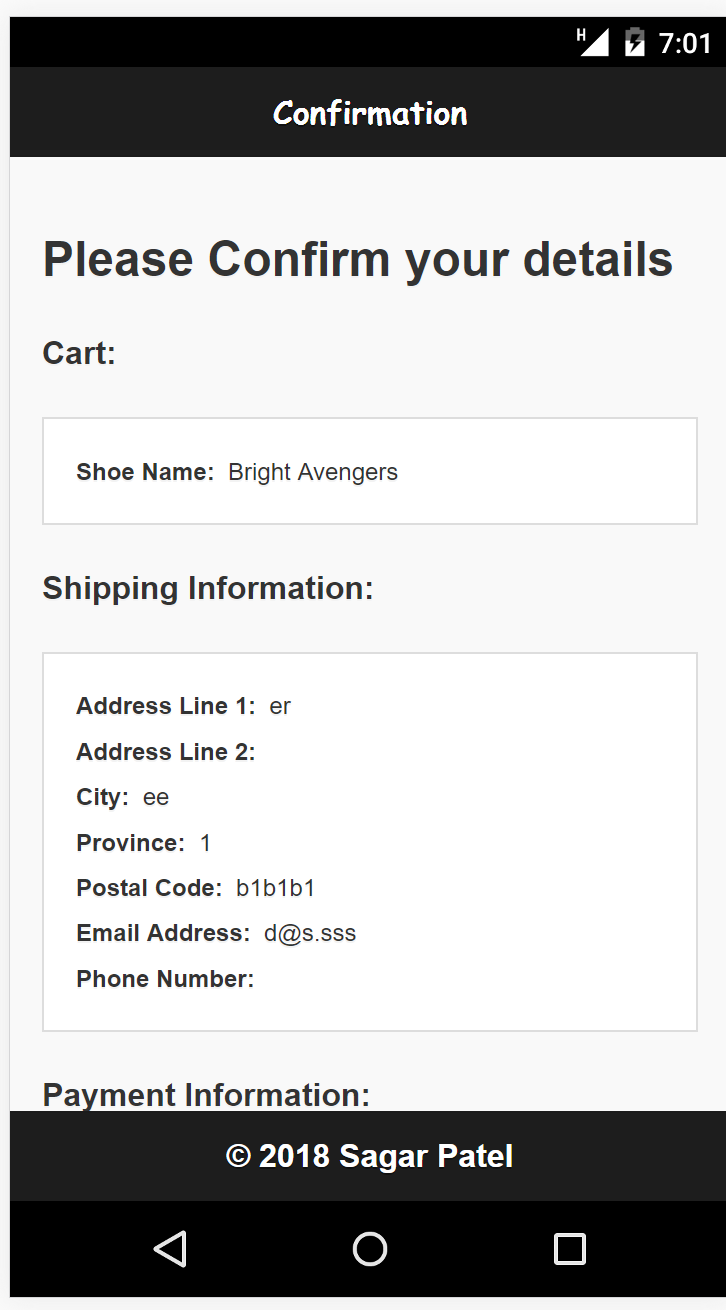 H 7:01
Confirmation
Please Confirm your details
Cart:
Shoe Name: Bright Avengers
Shipping Information:
Address Line 1: er
Address Line 2:
City: ee
Province: 1
Postal Code: b1b1b1
Email Address: d@s.sss
Phone Number:
Payment Information:
© 2018 Sagar Patel